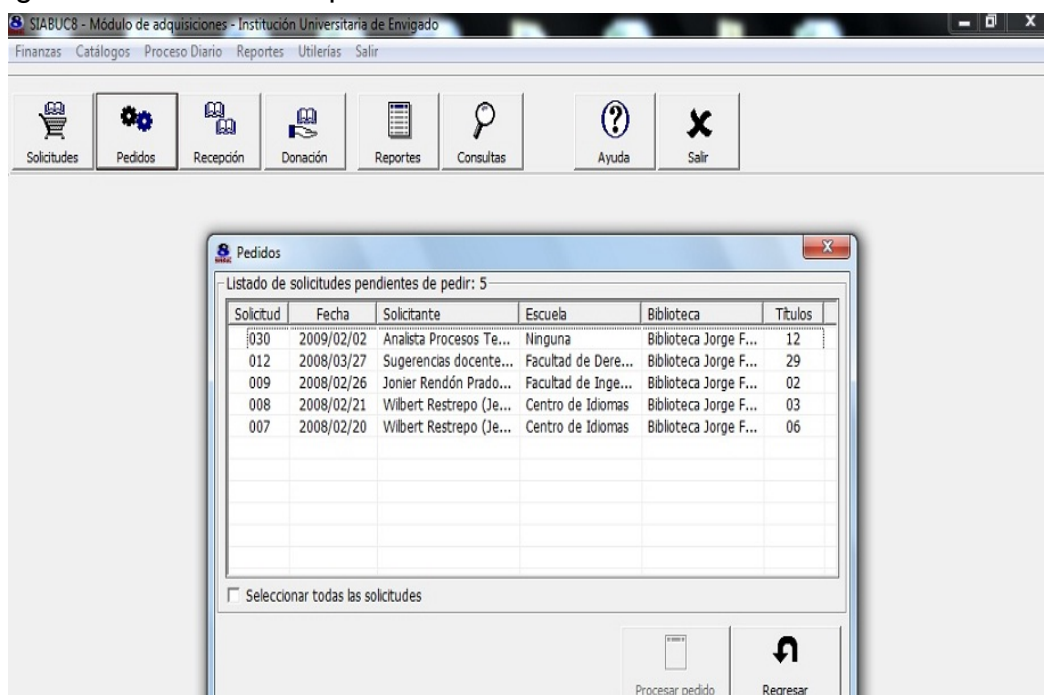 SIABUC8 - Módulo de adquisiciones - Institución Universitaria de Envigado
Finanzas Catálogos Proceso Diario Reportes Utilerías Salir
Solicitudes Pedidos Recepción Donación Reportes Consultas Ayuda Salir
Pedidos
Listado de solicitudes pendientes de pedir: 5
Solicitud Fecha Solicitante Escuela Biblioteca Títulos
030 2009/02/02 Analista Procesos Te... Ninguna Biblioteca Jorge F... 12
012 2008/03/27 Sugerencias docente... Facultad de Dere... Biblioteca Jorge F... 29
009 2008/02/26 Jonier Rendón Prado... Facultad de Inge... Biblioteca Jorge F... 02
008 2008/02/21 Wilbert Restrepo (Je... Centro de Idiomas Biblioteca Jorge F... 03
007 2008/02/20 Wilbert Restrepo (Je... Centro de Idiomas Biblioteca Jorge F... 06
Seleccionar todas las solicitudes
Procesar pedido Regresar